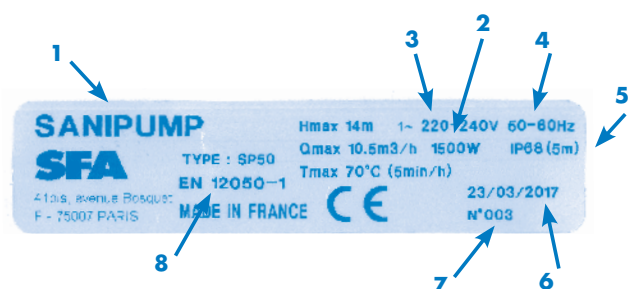 1
3
2
4
5
SANIPUMP
Hmax 14m 1~ 220-240V 50-60Hz
SFA
TYPE : SP50
Qmax 10.5m3/h 1500W IP68 (5m)
EN 12050-1
Tmax 70°C (5min/h)
41bis, avenue Bosquet
F - 75007 PARIS
MADE IN FRANCE CE
23/03/2017
N°003
8
7
6